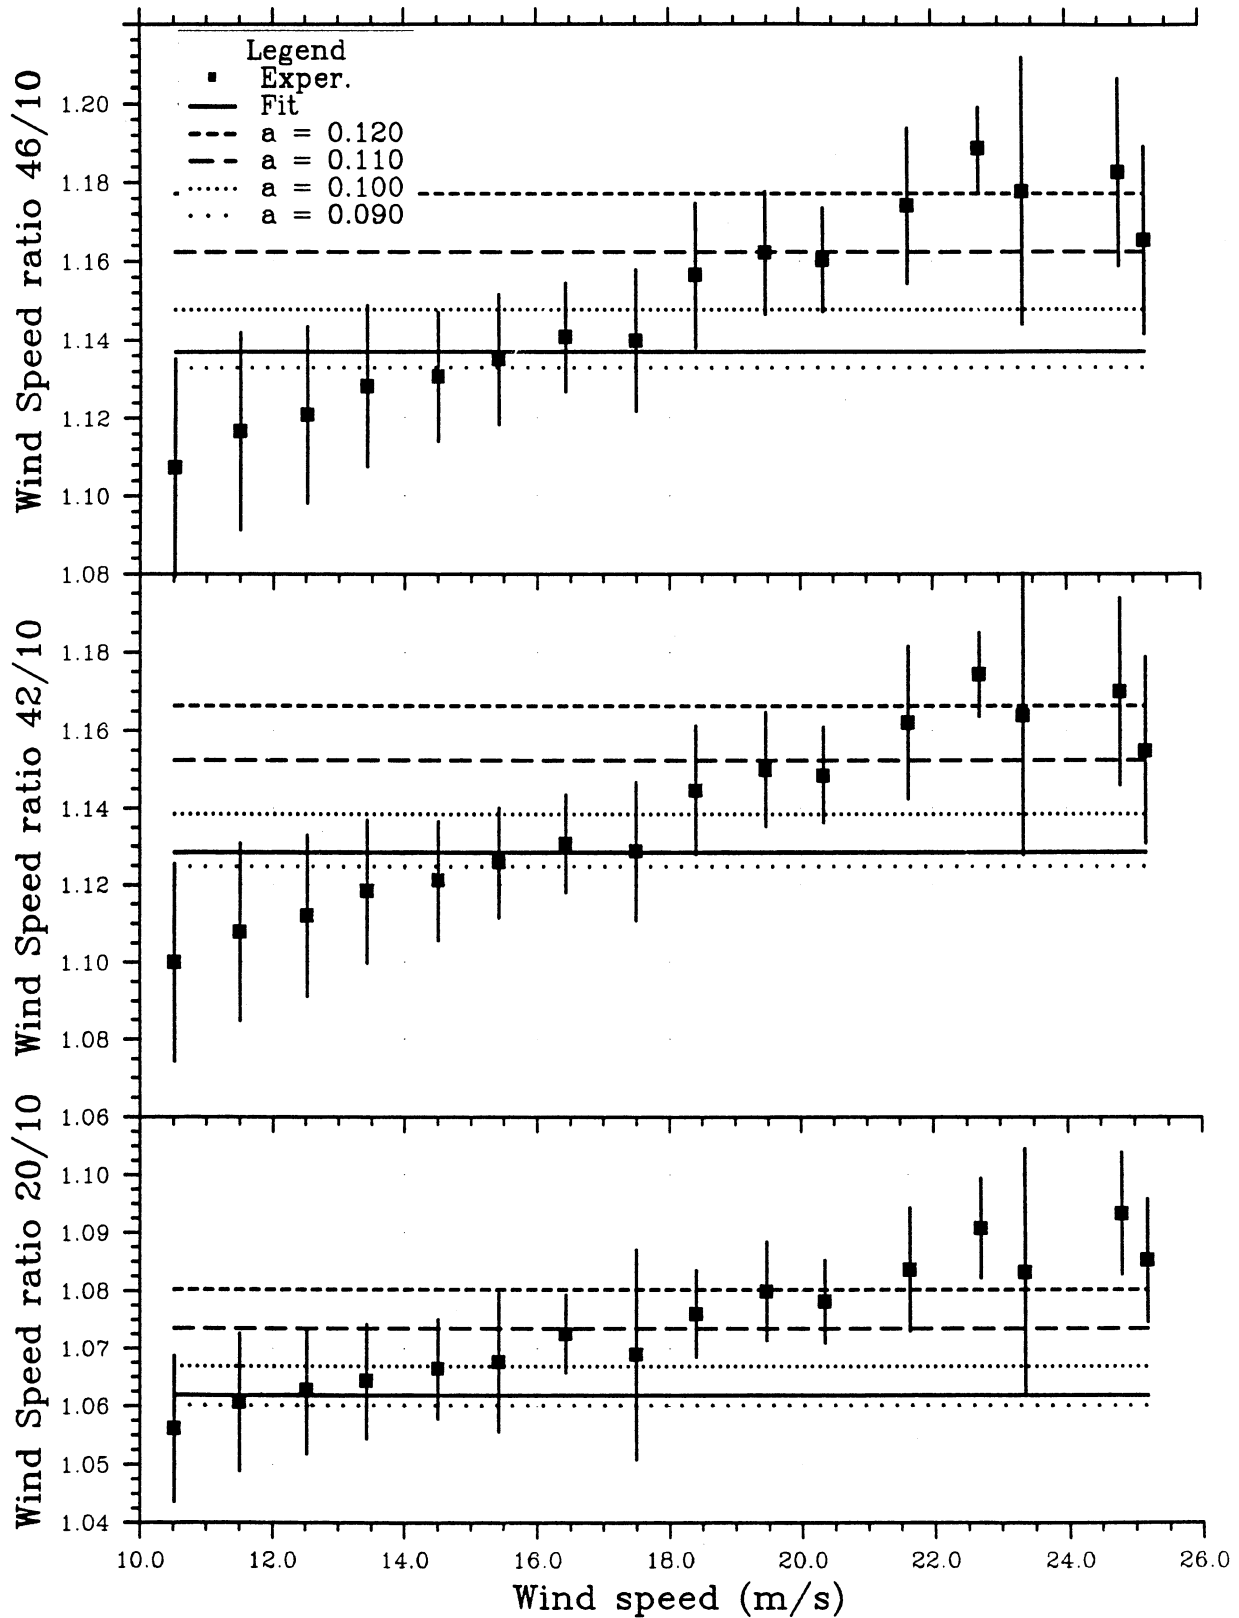 Legend
Exper.
Fit
a = 0.120
a = 0.110
a = 0.100
a = 0.090
Wind Speed ratio 46/10
1.20
1.18
1.16
1.14
1.12
1.10
1.08
Wind Speed ratio 42/10
1.18
1.16
1.14
1.12
1.10
1.08
1.06
Wind Speed ratio 20/10
1.10
1.09
1.08
1.07
1.06
1.05
1.04
10.0 12.0 14.0 16.0 18.0 20.0 22.0 24.0 26.0
Wind speed (m/s)